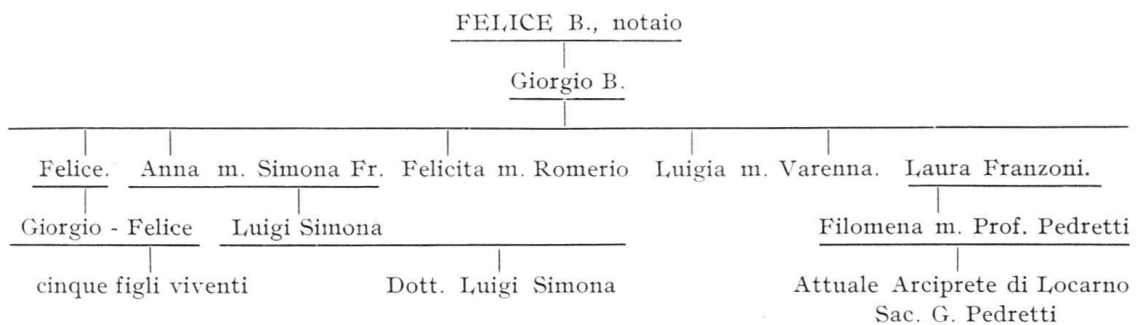 FELICE B., notaio
Giorgio B.
Felice. Anna m. Simona Fr. Felicita m. Romerio Luigia m. Varenna. Laura Franzoni.
Giorgio - Felice Luigi Simona Filomena m. Prof. Pedretti
cinque figli viventi Dott. Luigi Simona Attuale Arciprete di Locarno
Sac. G. Pedretti